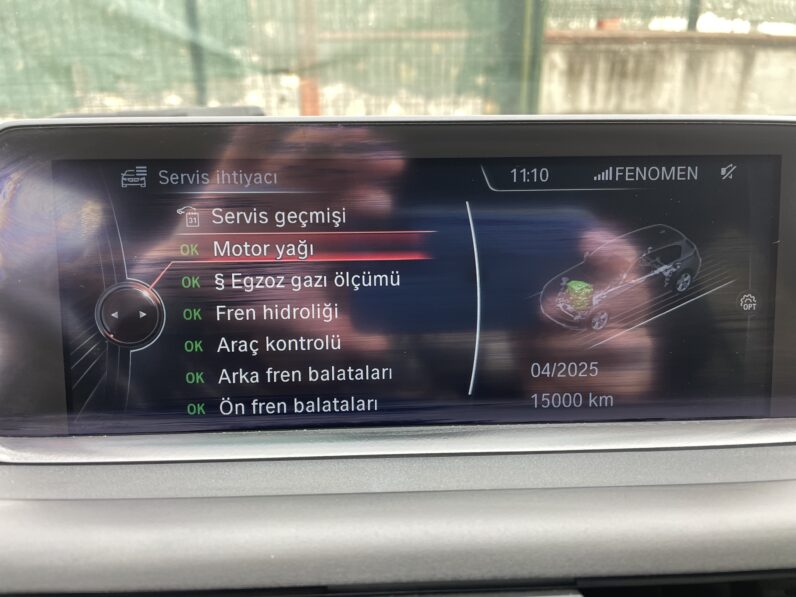 Servis ihtiyacı
11:10 FENOMEN
31 Servis geçmişi
OK Motor yağı
OK § Egzoz gazı ölçümü
OK Fren hidroliği
OK Araç kontrolü
OK Arka fren balataları
OK Ön fren balataları
OPT
04/2025
15000 km